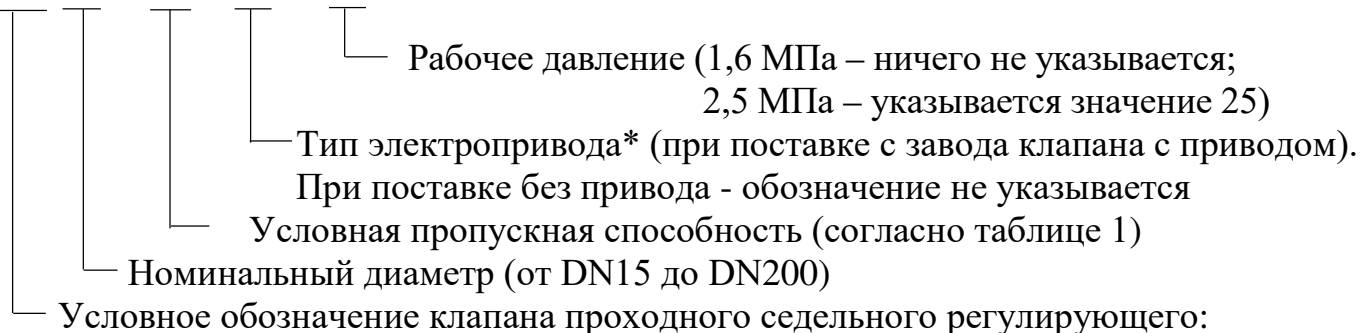 Рабочее давление (1,6 МПа – ничего не указывается;
2,5 МПа – указывается значение 25)
Тип электропривода* (при поставке с завода клапана с приводом).
При поставке без привода - обозначение не указывается
Условная пропускная способность (согласно таблице 1)
Номинальный диаметр (от DN15 до DN200)
Условное обозначение клапана проходного седельного регулирующего: